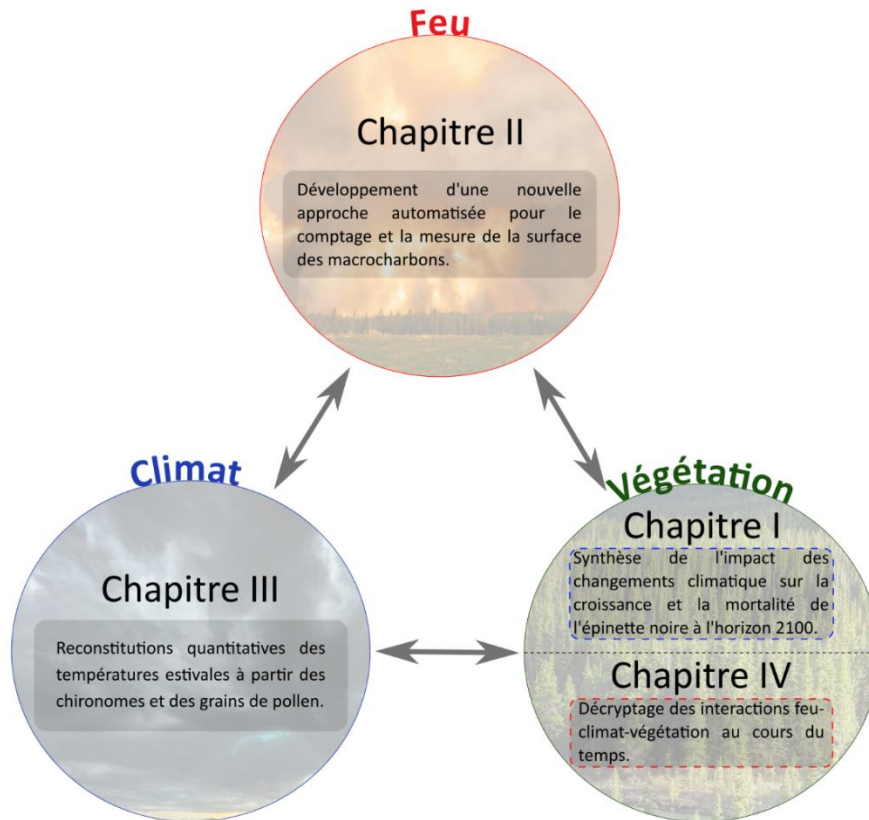 Feu
Chapitre II
Développement d'une nouvelle
approche automatisée pour le
comptage et la mesure de la surface
des macrocharbons.
Climat
Chapitre III
Reconstitutions quantitatives des
températures estivales à partir des
chironomes et des grains de pollen.
Végétation
Chapitre I
Synthèse de l'impact des
changements climatique sur la
croissance et la mortalité de
l'épinette noire à l'horizon 2100.
Chapitre IV
Décryptage des interactions feu-
climat-végétation au cours du
temps.